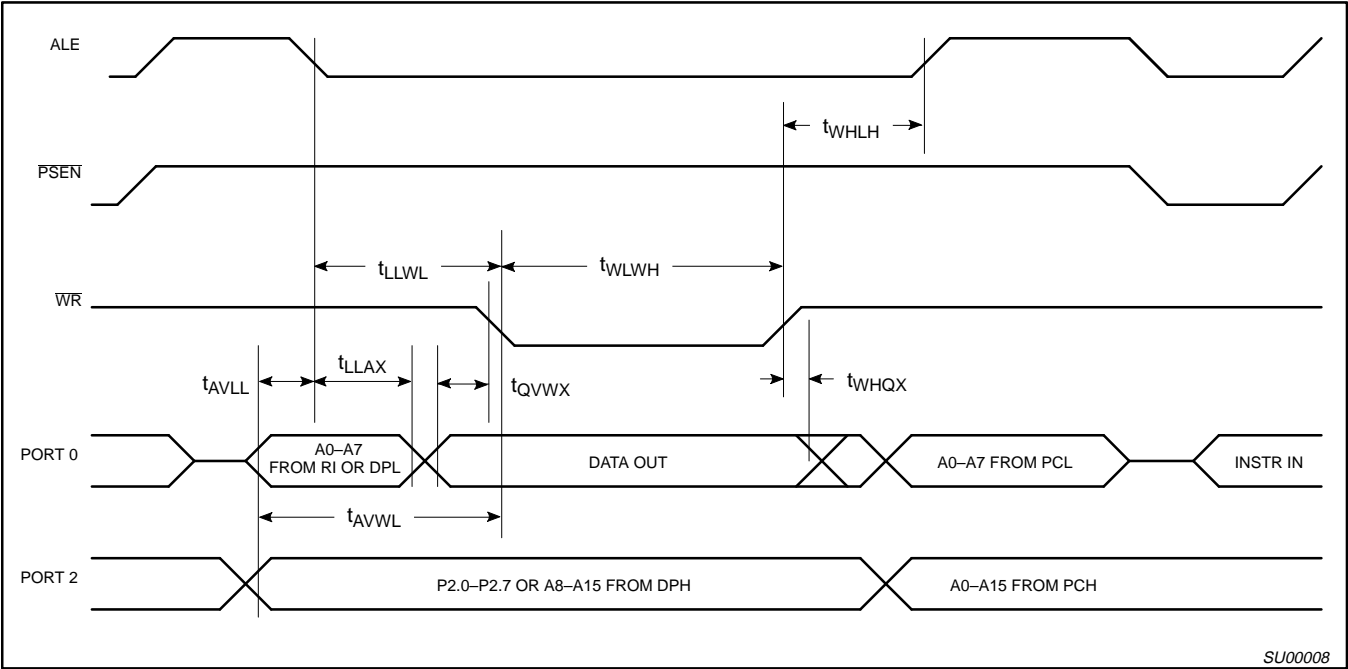 ALE
tWHLH
PSEN
tLLWL
tWLWH
WR
tAVLL
tLLAX
tQVWX
tWHQX
PORT 0
A0–A7
FROM RI OR DPL
DATA OUT
A0–A7 FROM PCL
INSTR IN
tAVWL
PORT 2
P2.0–P2.7 OR A8–A15 FROM DPH
A0–A15 FROM PCH
SU00008